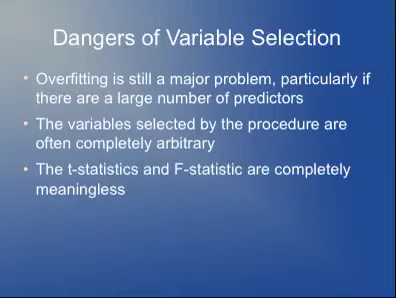 Dangers of Variable Selection
• Overfitting is still a major problem, particularly if
there are a large number of predictors
• The variables selected by the procedure are
often completely arbitrary
• The t-statistics and F-statistic are completely
meaningless